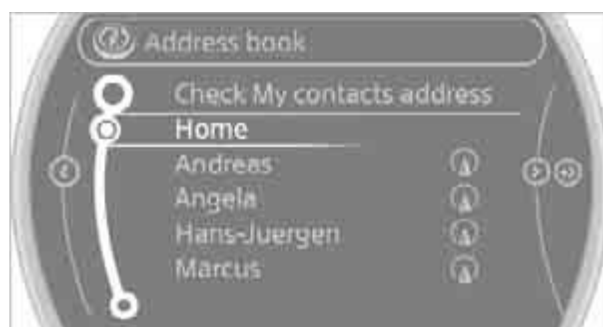 Address book
Check My contacts address
Home
Andreas
Angela
Hans-Juergen
Marcus